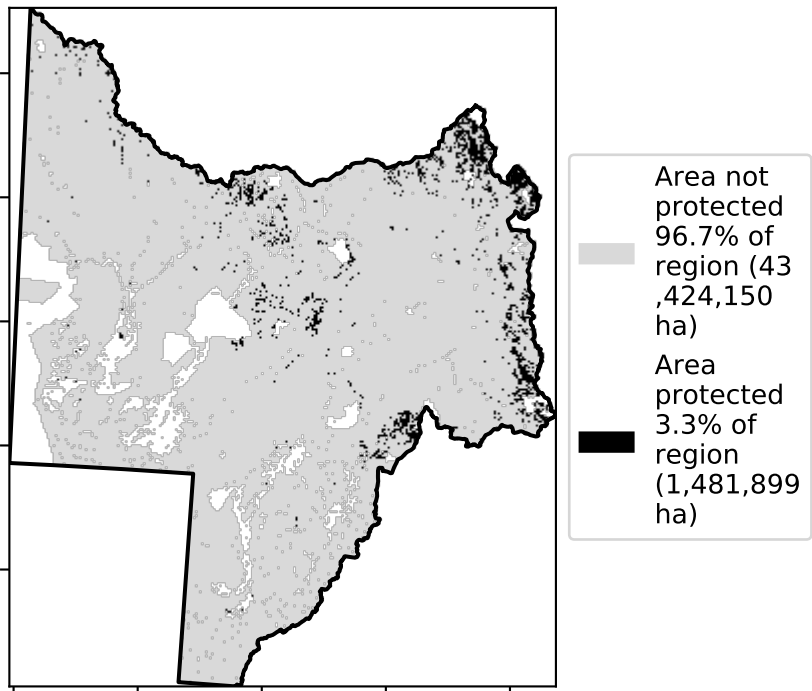 Area not
protected
96.7% of
region (43
,424,150
ha)
Area
protected
3.3% of
region
(1,481,899
ha)